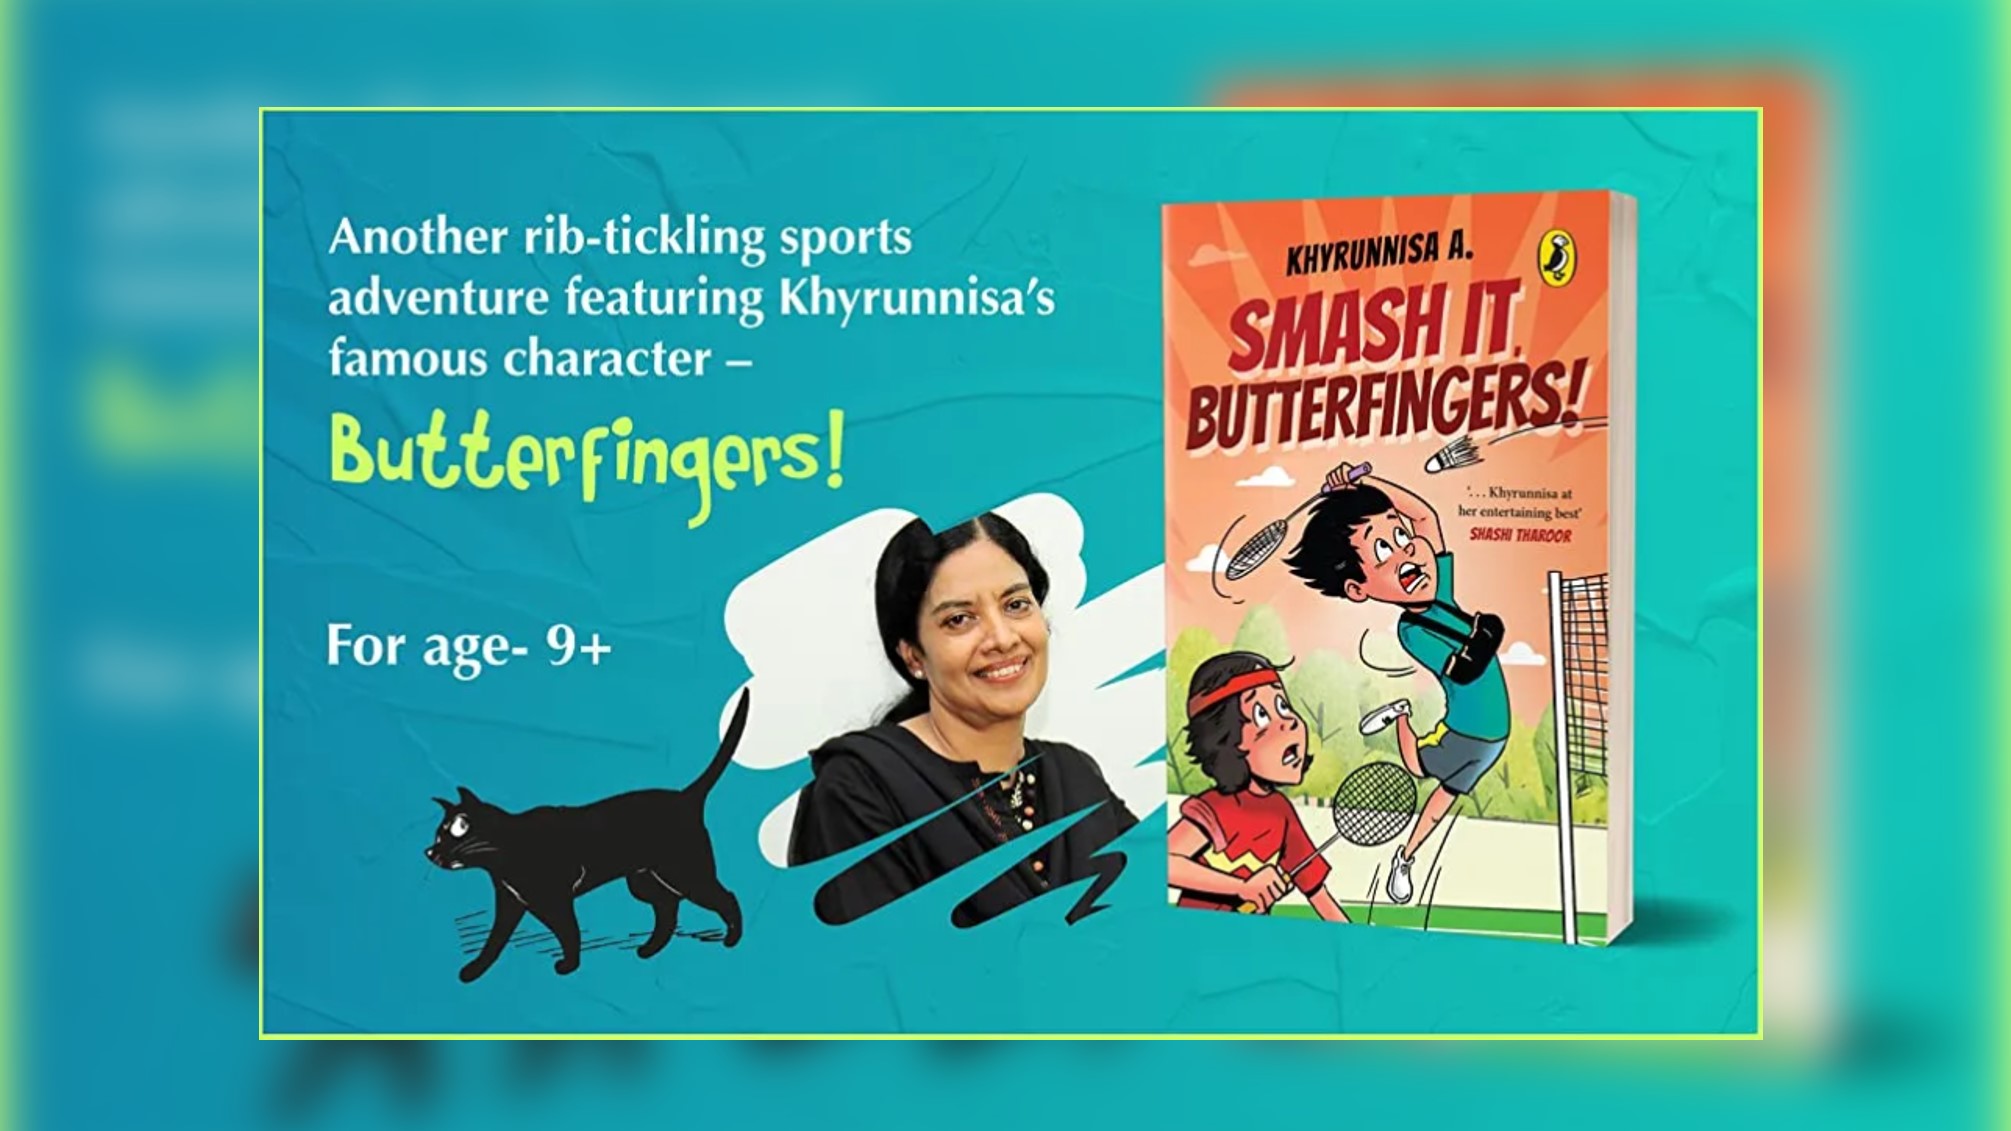 Another rib-tickling sports
adventure featuring Khyrunnisa's
famous character –
Butterfingers!
For age- 9+
KHYRUNNISA A.
SMASH IT,
BUTTERFINGERS!
'... Khyrunnisa at
her entertaining best'
SHASHI THAROOR